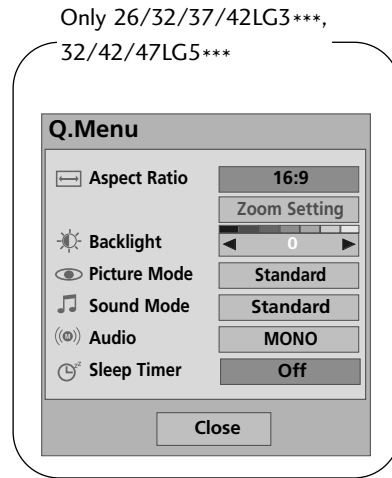 Only 26/32/37/42LG3***,
32/42/47LG5***
Q.Menu
Aspect Ratio 16:9
Zoom Setting
Backlight ◀ 0 ▶
Picture Mode Standard
Sound Mode Standard
Audio MONO
Sleep Timer Off
Close